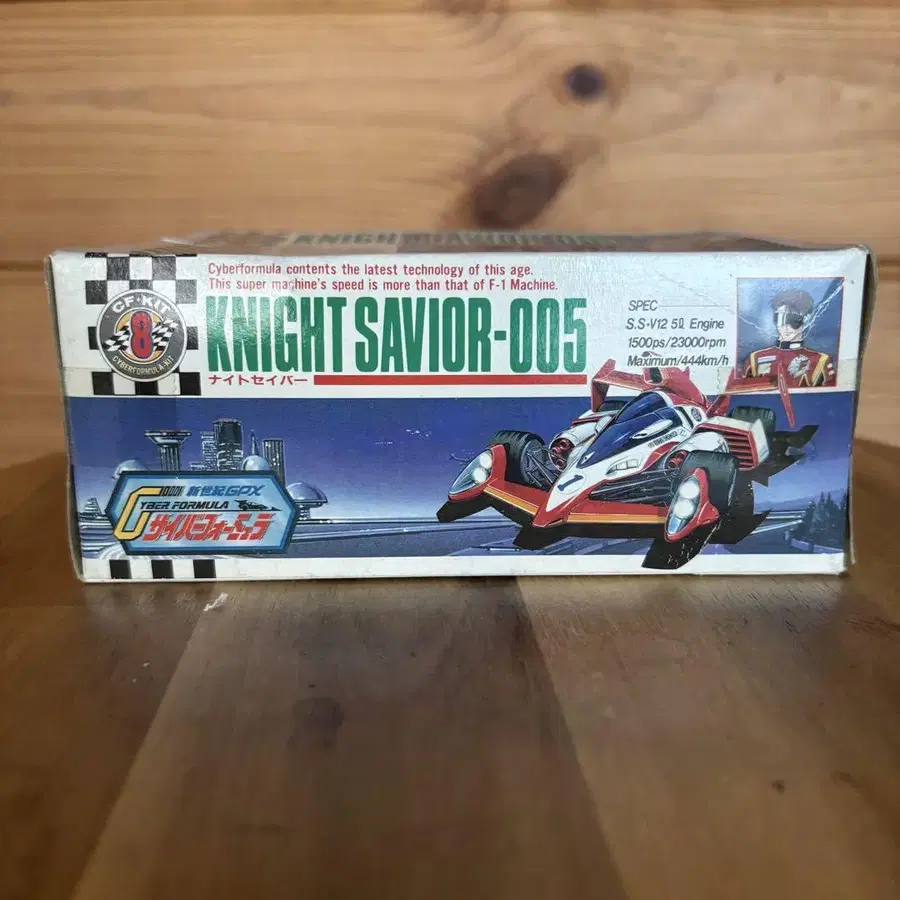 Cyberformula contents the latest technology of this age.
This super machine's speed is more than that of F-1 Machine.
KNIGHT SAVIOR-005
ナイトセイバー
SPEC
S.S-V12 5ℓ Engine
1500ps/23000rpm
Maximum/444km/h
CF・KIT
8
CYBERFORMULA-KIT
新世紀GPX
CYBER FORMULA
サイバーフォーミュラ
1